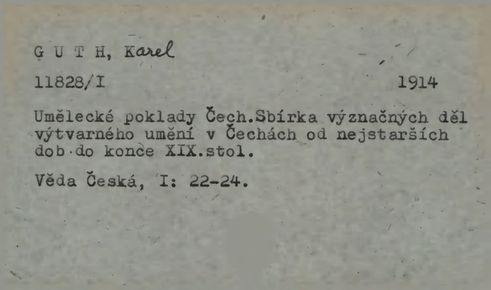 G U T H, Karel
11828/I 1914
Umělecké poklady Čech.Sbírka význačných děl
výtvarného umění v Čechách od nejstarších
dob do konce XIX.stol.
Věda Česká, I: 22-24.